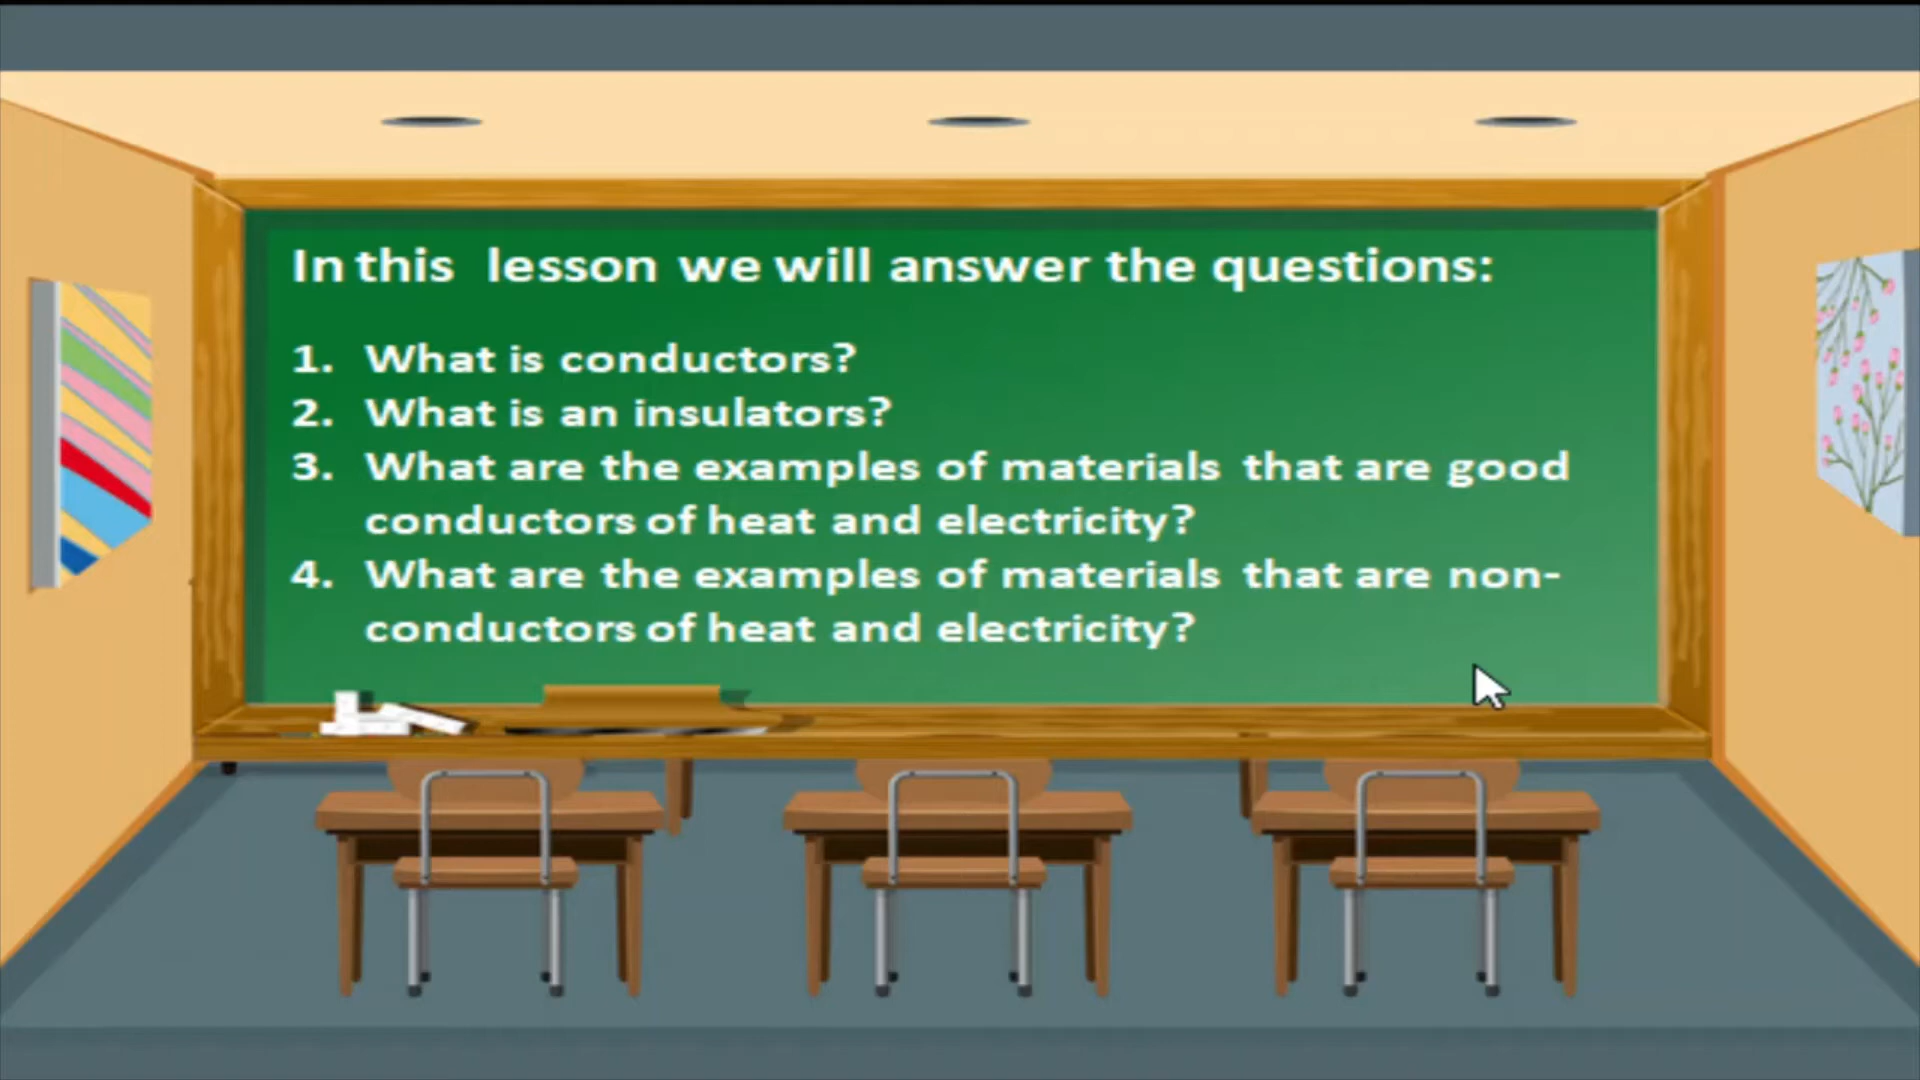 In this lesson we will answer the questions:
1. What is conductors?
2. What is an insulators?
3. What are the examples of materials that are good
conductors of heat and electricity?
4. What are the examples of materials that are non-
conductors of heat and electricity?